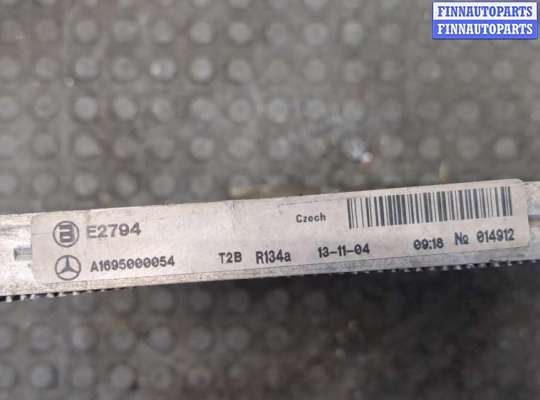 FINNAUTOPARTS
FINNAUTOPARTS
E2794 Czech
A1695000054 T2B R134a 13-11-04 09:16 № 014912